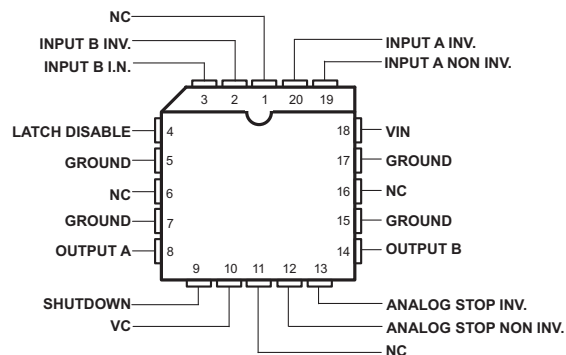 NC
INPUT B INV.
INPUT A INV.
INPUT B I.N.
INPUT A NON INV.
3 2 1 20 19
LATCH DISABLE 4
18 VIN
GROUND 5
17 GROUND
NC 6
16 NC
GROUND 7
15 GROUND
OUTPUT A 8
14 OUTPUT B
9 10 11 12 13
SHUTDOWN
ANALOG STOP INV.
VC
ANALOG STOP NON INV.
NC